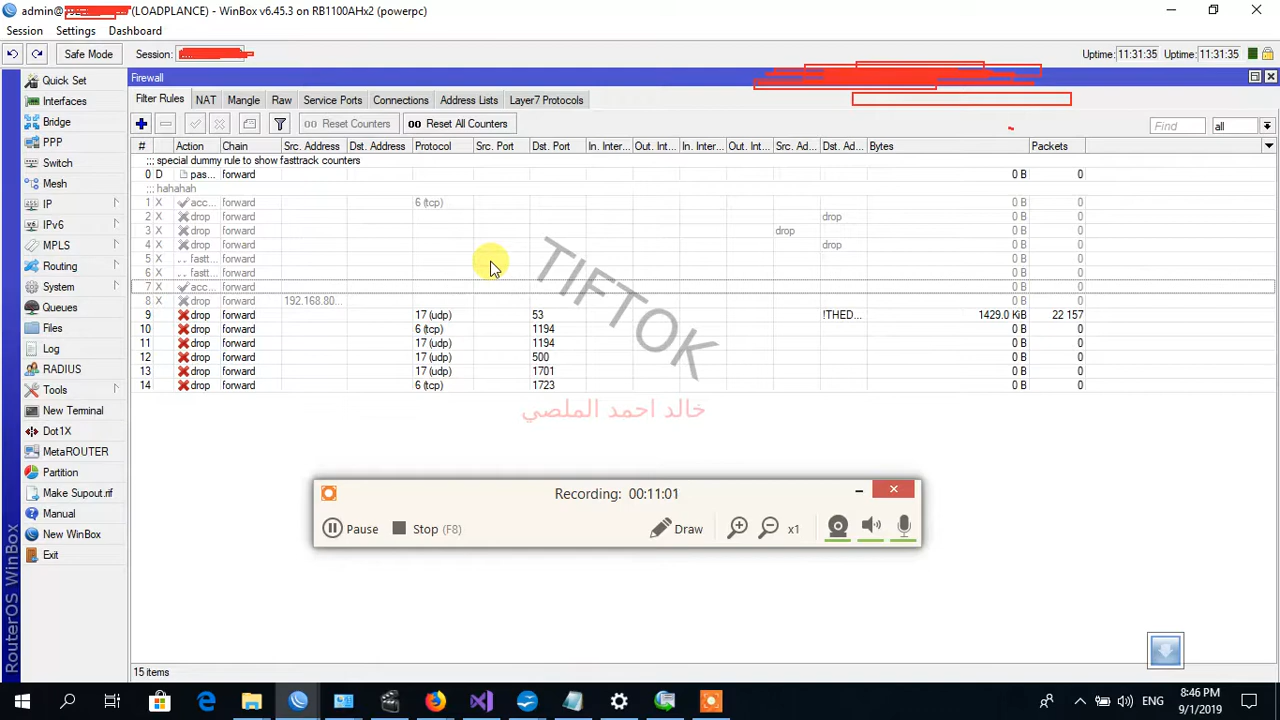 admin@ (LOADPLANCE) - WinBox v6.45.3 on RB1100AHx2 (powerpc)
Session Settings Dashboard
Safe Mode Session: Uptime: 11:31:35 Uptime: 11:31:35
Firewall
Filter Rules NAT Mangle Raw Service Ports Connections Address Lists Layer7 Protocols
00 Reset Counters 00 Reset All Counters Find all
# Action Chain Src. Address Dst. Address Protocol Src. Port Dst. Port In. Inter... Out. Int... In. Inter... Out. Int... Src. Ad... Dst. Ad... Bytes Packets
::: special dummy rule to show fasttrack counters
0 D pas... forward 0 B 0
::: hahahah
1 X acc... forward 6 (tcp) 0 B 0
2 X drop forward drop 0 B 0
3 X drop forward drop 0 B 0
4 X drop forward drop 0 B 0
5 X fastt... forward 0 B 0
6 X fastt... forward 0 B 0
7 X acc... forward 0 B 0
8 X drop forward 192.168.80... 0 B 0
9 drop forward 17 (udp) 53 !THED... 1429.0 KiB 22 157
10 drop forward 6 (tcp) 1194 0 B 0
11 drop forward 17 (udp) 1194 0 B 0
12 drop forward 17 (udp) 500 0 B 0
13 drop forward 17 (udp) 1701 0 B 0
14 drop forward 6 (tcp) 1723 0 B 0
TIFTOK
خالد احمد الملصي
Quick Set
Interfaces
Bridge
PPP
Switch
Mesh
IP
IPv6
MPLS
Routing
System
Queues
Files
Log
RADIUS
Tools
New Terminal
Dot1X
MetaROUTER
Partition
Make Supout.rif
Manual
New WinBox
Exit
RouterOS WinBox
Recording: 00:11:01
Pause Stop (F8) Draw x1
15 items
ENG 8:46 PM
9/1/2019